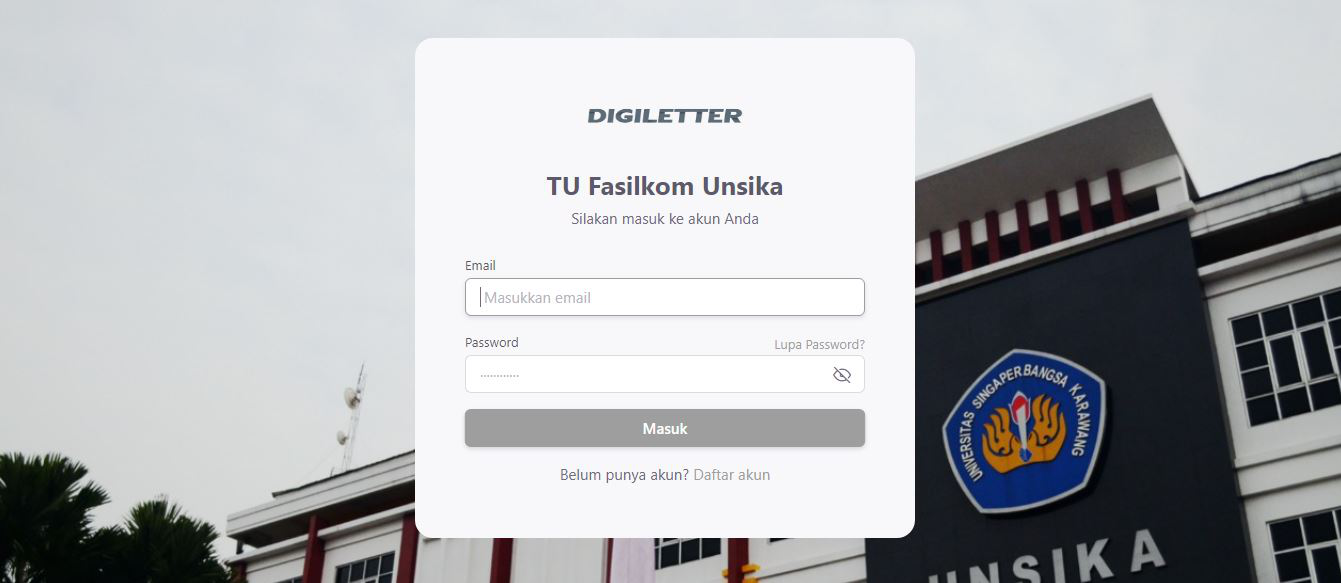 DIGILETTER
TU Fasilkom Unsika
Silakan masuk ke akun Anda
Email
Masukkan email
Password
Lupa Password?
············
Masuk
Belum punya akun? Daftar akun
UNIVERSITAS SINGAPERBANGSA KARAWANG
UNSIKA